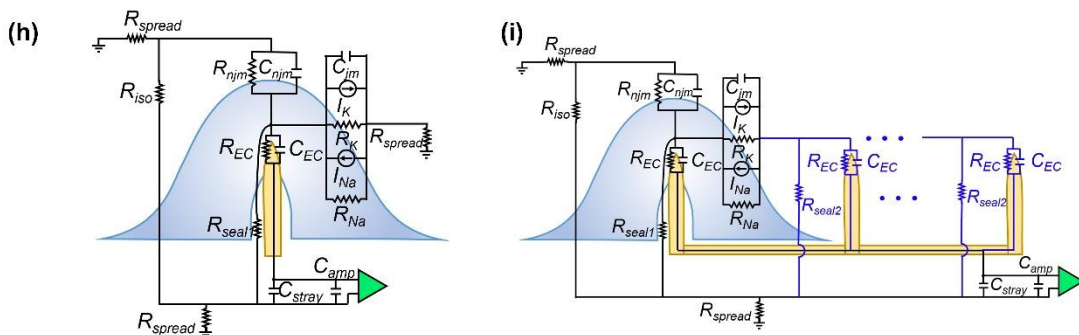 (h)
R_spread
R_iso
R_njm
C_njm
C_jm
I_K
R_K
R_spread
R_EC
C_EC
I_Na
R_Na
R_seal1
C_amp
C_stray
R_spread
(i)
R_spread
R_iso
R_njm
C_njm
C_jm
I_K
R_K
R_EC
C_EC
I_Na
R_Na
R_seal1
R_EC
C_EC
R_seal2
R_EC
C_EC
R_seal2
C_amp
C_stray
R_spread